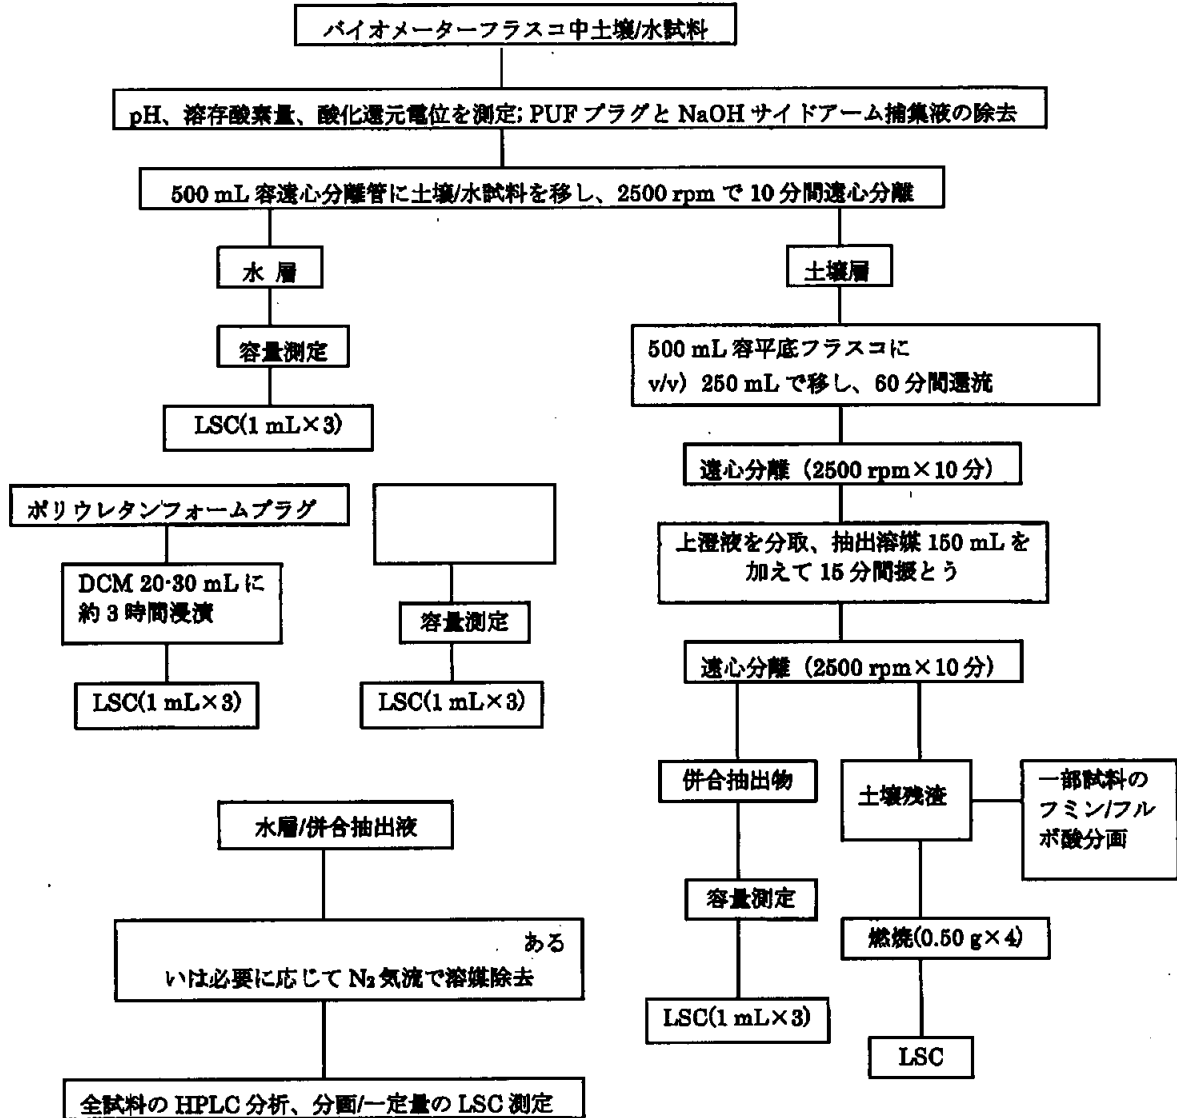 バイオメーターフラスコ中土壌/水試料
pH、溶存酸素量、酸化還元電位を測定; PUF プラグと NaOH サイドアーム捕集液の除去
500 mL 容遠心分離管に土壌/水試料を移し、2500 rpm で 10 分間遠心分離
水 層
容量測定
LSC(1 mL×3)
土壌層
500 mL 容平底フラスコに
v/v) 250 mL で移し、60 分間還流
遠心分離 (2500 rpm×10 分)
上澄液を分取、抽出溶媒 150 mL を
加えて 15 分間振とう
遠心分離 (2500 rpm×10 分)
併合抽出物
容量測定
LSC(1 mL×3)
土壌残渣
燃焼(0.50 g×4)
LSC
一部試料の
フミン/フル
ボ酸分画
ポリウレタンフォームプラグ
DCM 20-30 mL に
約 3 時間浸漬
LSC(1 mL×3)
容量測定
LSC(1 mL×3)
水層/併合抽出液
ある
いは必要に応じて N₂ 気流で溶媒除去
全試料の HPLC 分析、分画/一定量の LSC 測定